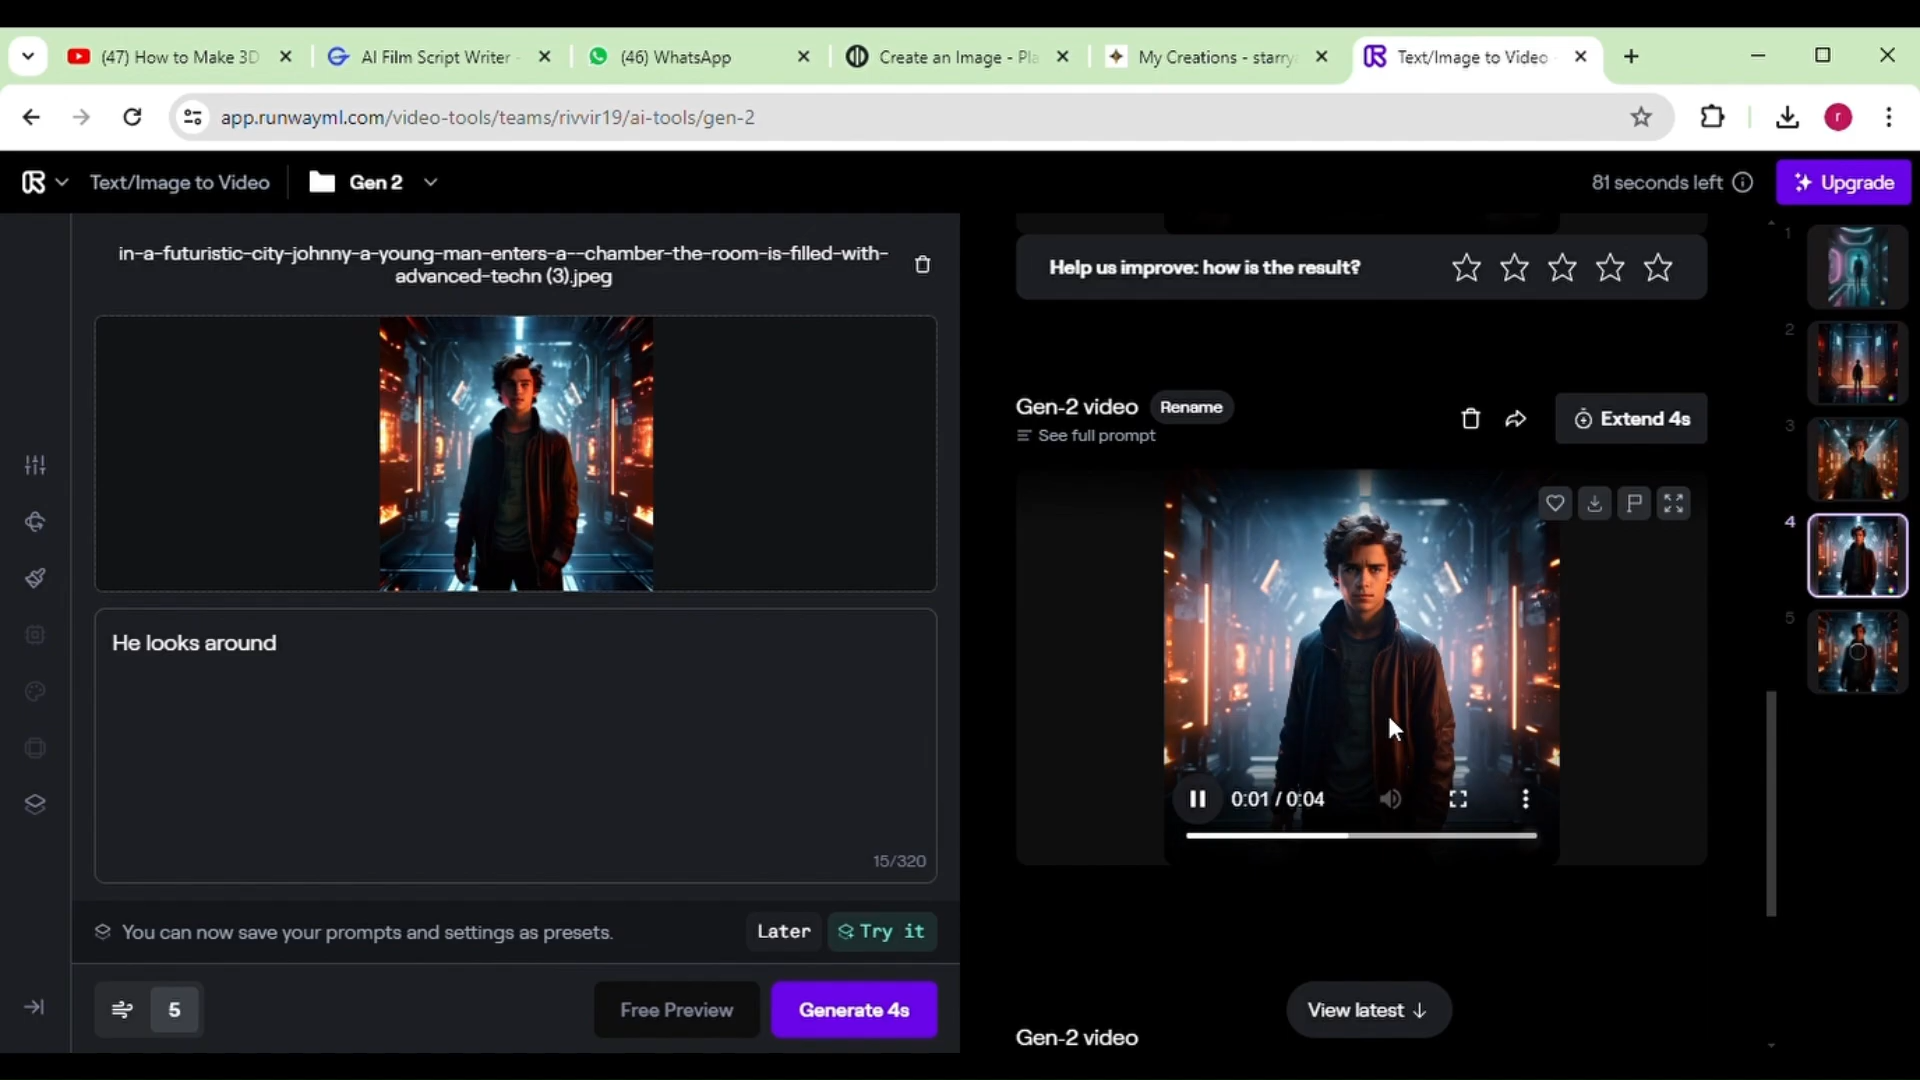 (47) How to Make 3D
AI Film Script Writer -
(46) WhatsApp
Create an Image - Pla
My Creations - starry
Text/Image to Video -
app.runwayml.com/video-tools/teams/rivvir19/ai-tools/gen-2
r
Text/Image to Video
Gen 2
81 seconds left
Upgrade
in-a-futuristic-city-johnny-a-young-man-enters-a--chamber-the-room-is-filled-with-
advanced-techn (3).jpeg
He looks around
15/320
You can now save your prompts and settings as presets.
Later
Try it
5
Free Preview
Generate 4s
Help us improve: how is the result?
Gen-2 video
Rename
See full prompt
Extend 4s
0:01 / 0:04
View latest ↓
Gen-2 video
1
2
3
4
5